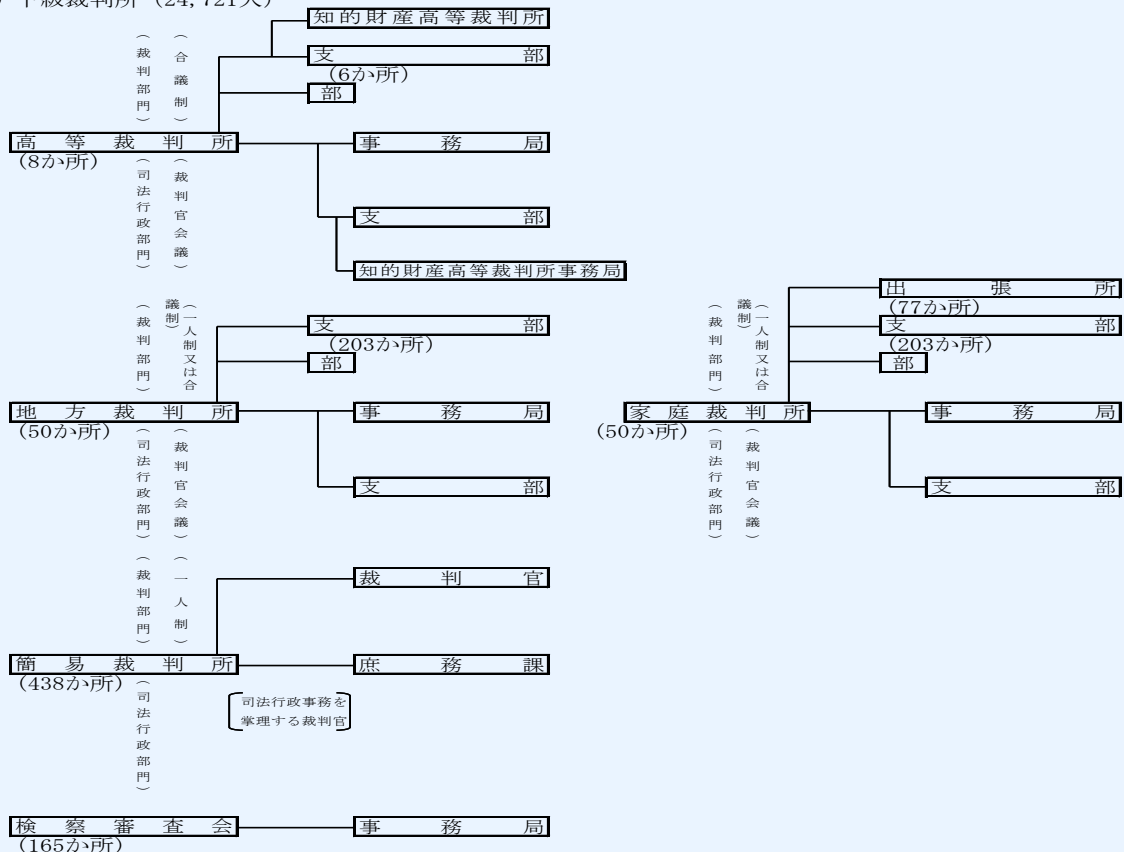 下級裁判所 (24,721人)
知的財産高等裁判所
支部
(6か所)
部
(裁判部門)
(合議制)
高等裁判所
(8か所)
(司法行政部門)
(裁判官会議)
事務局
支部
知的財産高等裁判所事務局
(裁判部門)
(一人制又は合
議制)
支部
(203か所)
部
地方裁判所
(50か所)
(司法行政部門)
(裁判官会議)
事務局
支部
出張所
(77か所)
支部
(203か所)
部
(裁判部門)
(一人制又は合
議制)
家庭裁判所
(50か所)
(司法行政部門)
(裁判官会議)
事務局
支部
(裁判部門)
(一人制)
裁判官
簡易裁判所
(438か所)
(司法行政部門)
庶務課
司法行政事務を
掌理する裁判官
検察審査会
(165か所)
事務局